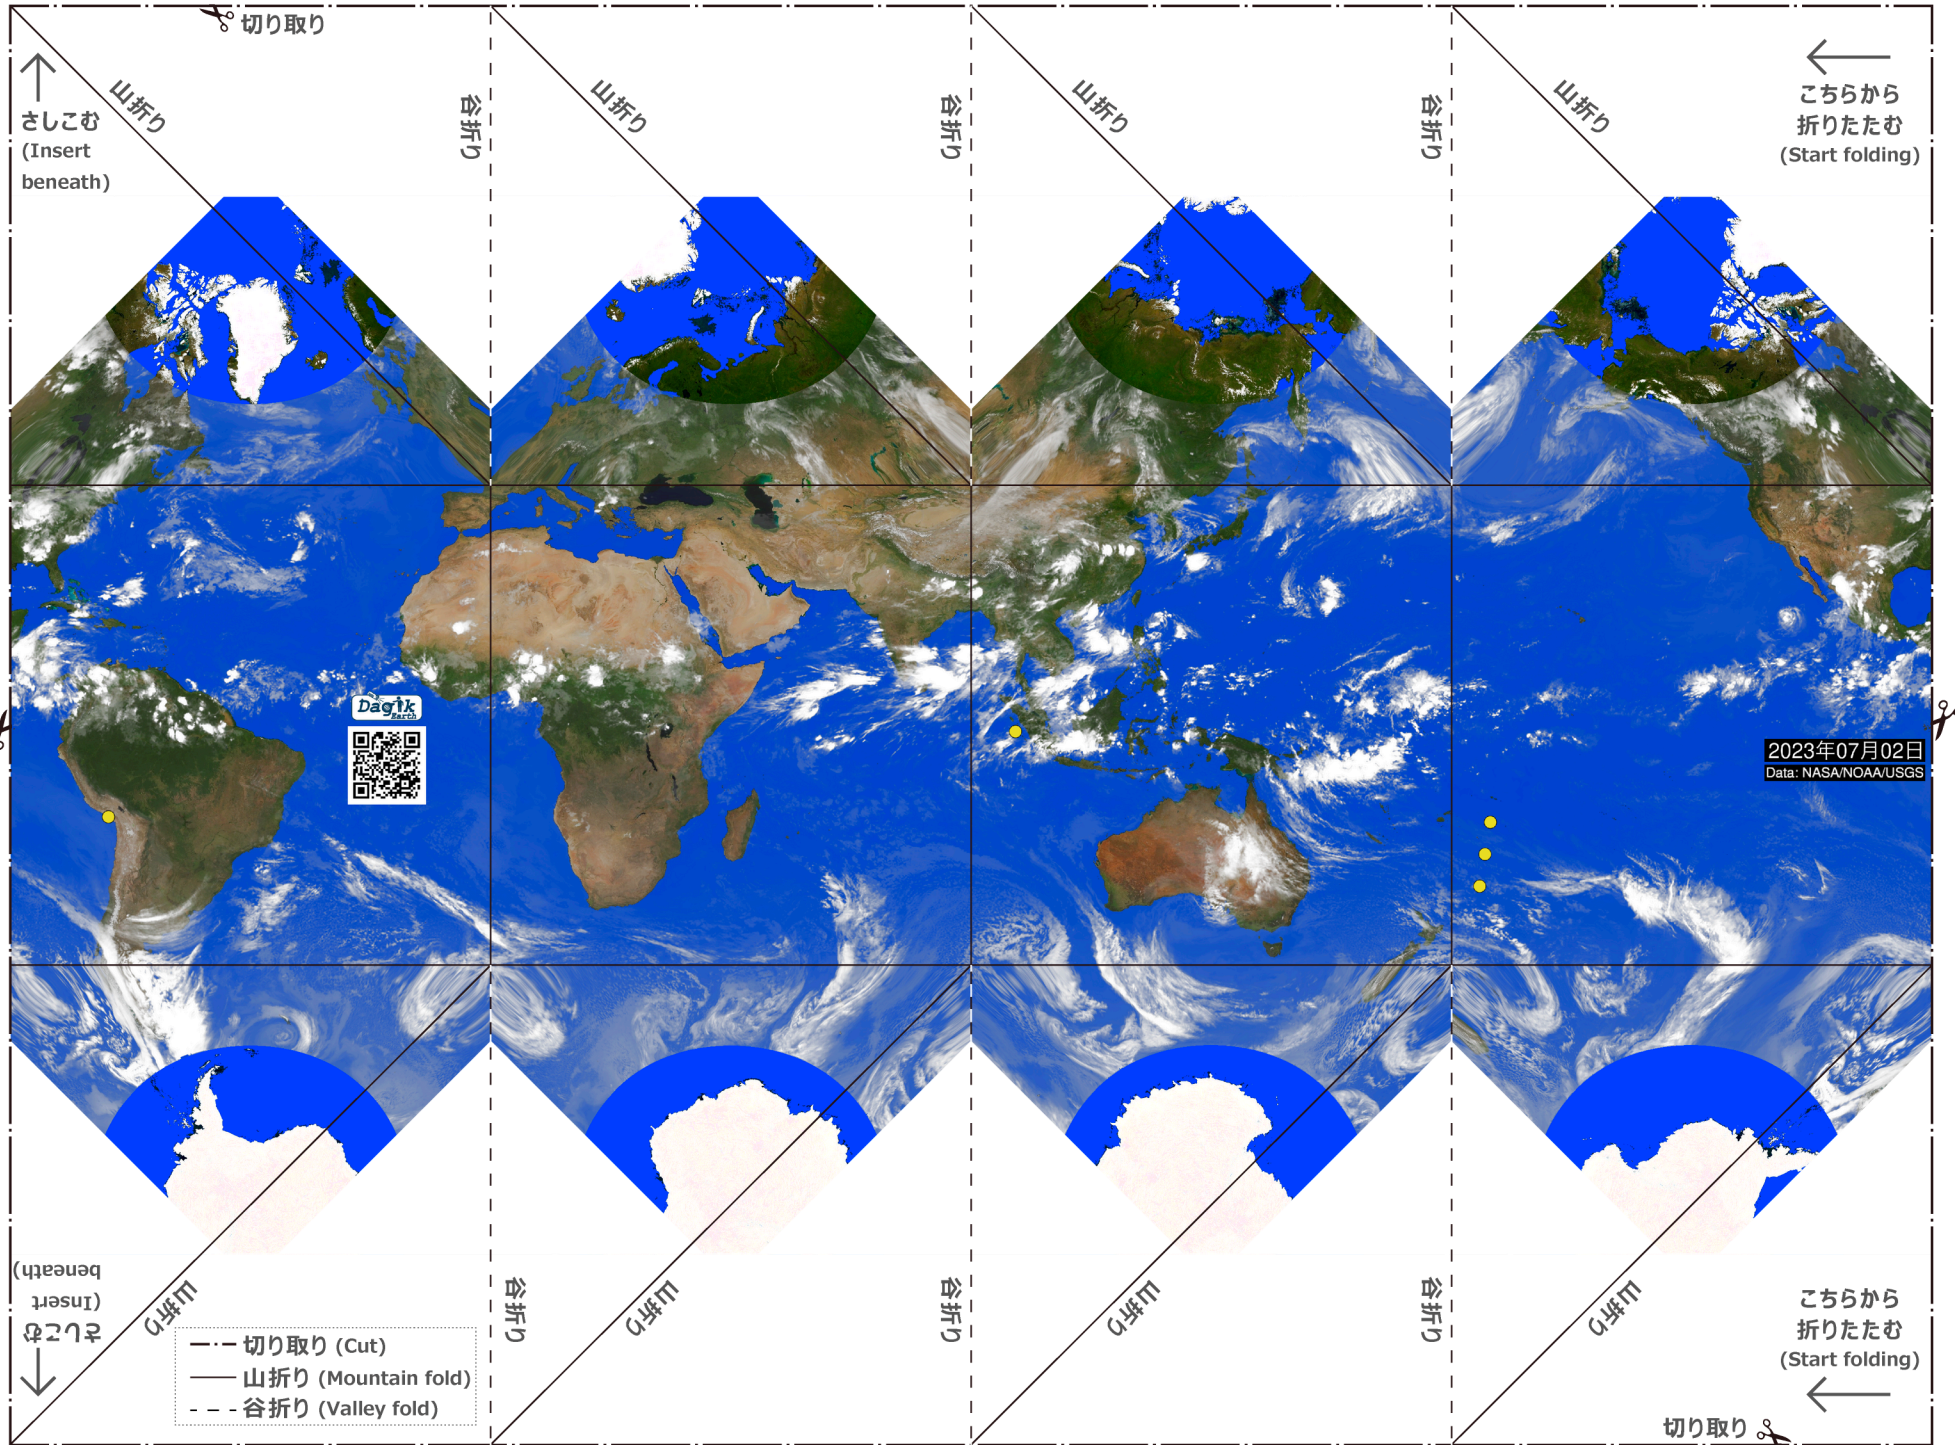 切り取り
山折り
谷折り
山折り
谷折り
山折り
谷折り
山折り
さしこむ
(Insert
beneath)
こちらから
折りたたむ
(Start folding)
Dagik
Earth
2023年07月02日
Data: NASA/NOAA/USGS
さしこむ
(Insert
beneath)
山折り
谷折り
山折り
谷折り
山折り
谷折り
山折り
こちらから
折りたたむ
(Start folding)
切り取り (Cut)
山折り (Mountain fold)
谷折り (Valley fold)
切り取り